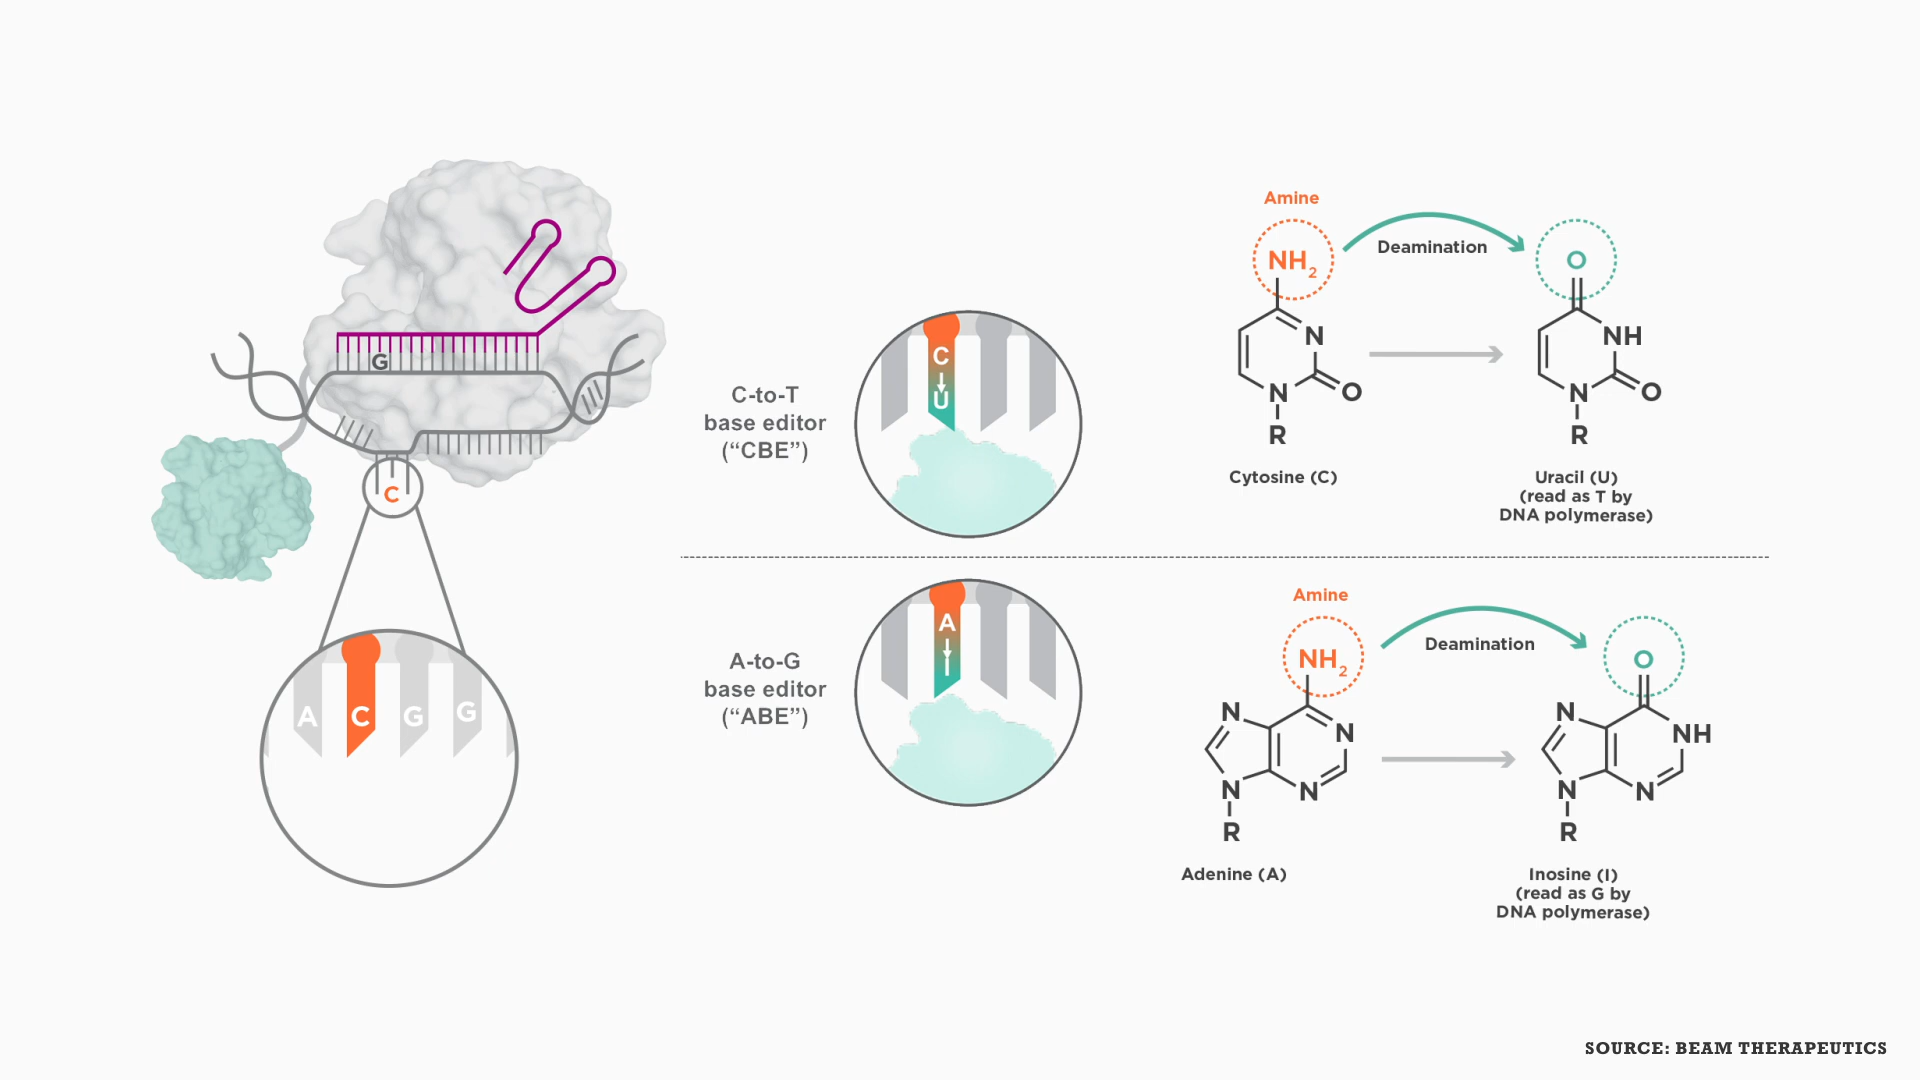 G
C
A C G G
C-to-T
base editor
(“CBE”)
C
U
Amine
NH2
Deamination
O
N
N
O
R
Cytosine (C)
NH
N
O
R
Uracil (U)
(read as T by
DNA polymerase)
A-to-G
base editor
(“ABE”)
A
I
Amine
NH2
Deamination
O
N
N
N
N
R
Adenine (A)
N
NH
N
N
R
Inosine (I)
(read as G by
DNA polymerase)
SOURCE: BEAM THERAPEUTICS